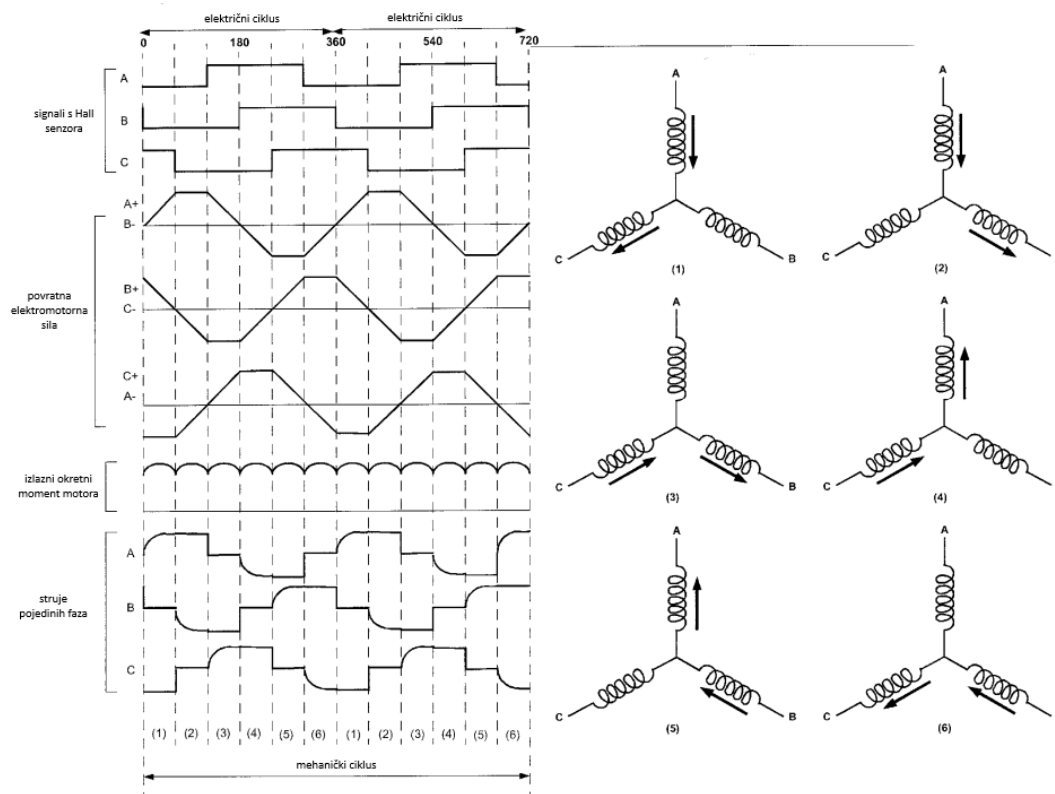 električni ciklus
električni ciklus
0
180
360
540
720
signali s Hall
senzora
A
B
C
povratna
elektromotorna
sila
A+
B-
B+
C-
C+
A-
izlazni okretni
moment motora
struje
pojedinih faza
A
B
C
(1) (2) (3) (4) (5) (6) (1) (2) (3) (4) (5) (6)
mehanički ciklus
A
C
B
(1)
A
C
(2)
A
C
B
(3)
A
C
(4)
A
C
B
(5)
A
C
(6)